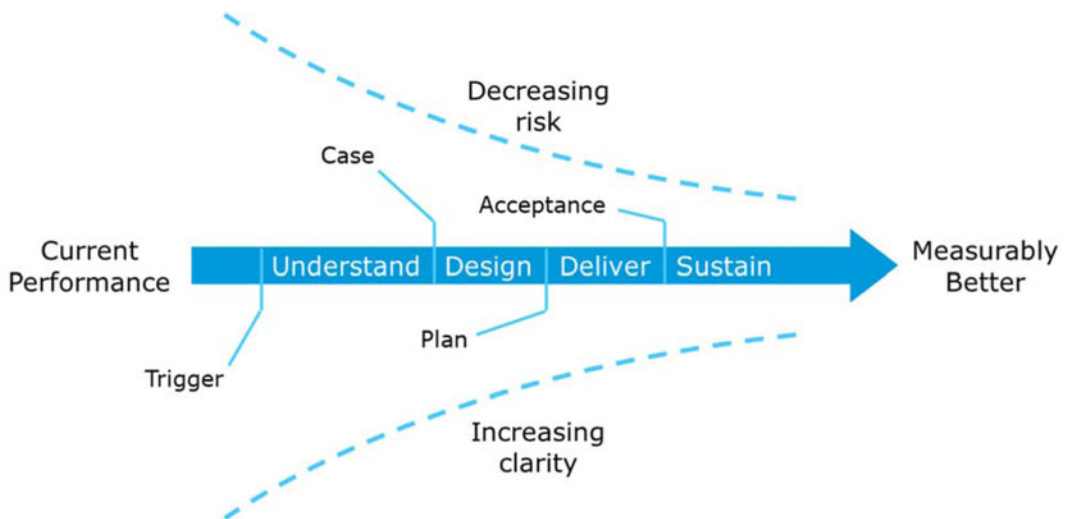 Decreasing
risk
Case
Acceptance
Current
Performance
Understand
Design
Deliver
Sustain
Measurably
Better
Plan
Trigger
Increasing
clarity